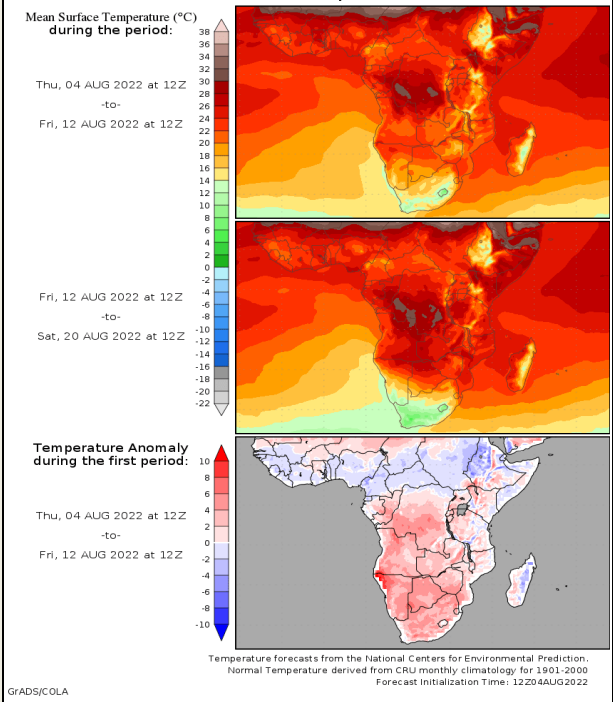 Mean Surface Temperature (°C)
during the period:
Thu, 04 AUG 2022 at 12Z
-to-
Fri, 12 AUG 2022 at 12Z
38
36
34
32
30
28
26
24
22
20
18
16
14
12
10
8
6
4
2
0
-2
-4
-6
-8
-10
-12
-14
-16
-18
-20
-22
Fri, 12 AUG 2022 at 12Z
-to-
Sat, 20 AUG 2022 at 12Z
Temperature Anomaly
during the first period:
Thu, 04 AUG 2022 at 12Z
-to-
Fri, 12 AUG 2022 at 12Z
10
8
6
4
2
0
-2
-4
-6
-8
-10
Temperature forecasts from the National Centers for Environmental Prediction.
Normal Temperature derived from CRU monthly climatology for 1901-2000
Forecast Initialization Time: 12Z04AUG2022
GrADS/COLA